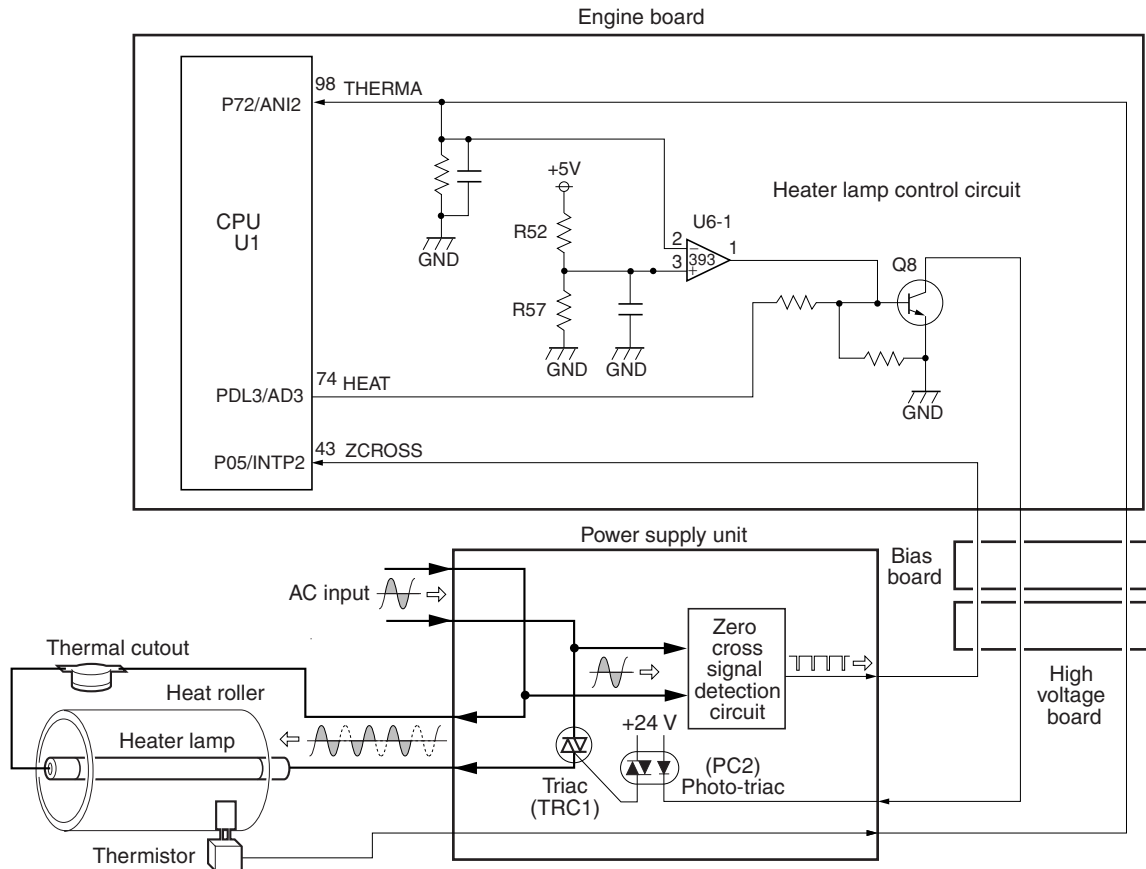 Engine board
98 THERMA
P72/ANI2
+5V
Heater lamp control circuit
CPU
U1
R52
U6-1
2
1
393
3
GND
Q8
R57
GND
GND
74 HEAT
PDL3/AD3
GND
43 ZCROSS
P05/INTP2
Power supply unit
Bias
board
AC input
Zero
cross
signal
detection
circuit
Thermal cutout
Heat roller
High
voltage
board
+24 V
Heater lamp
(PC2)
Photo-triac
Triac
(TRC1)
Thermistor